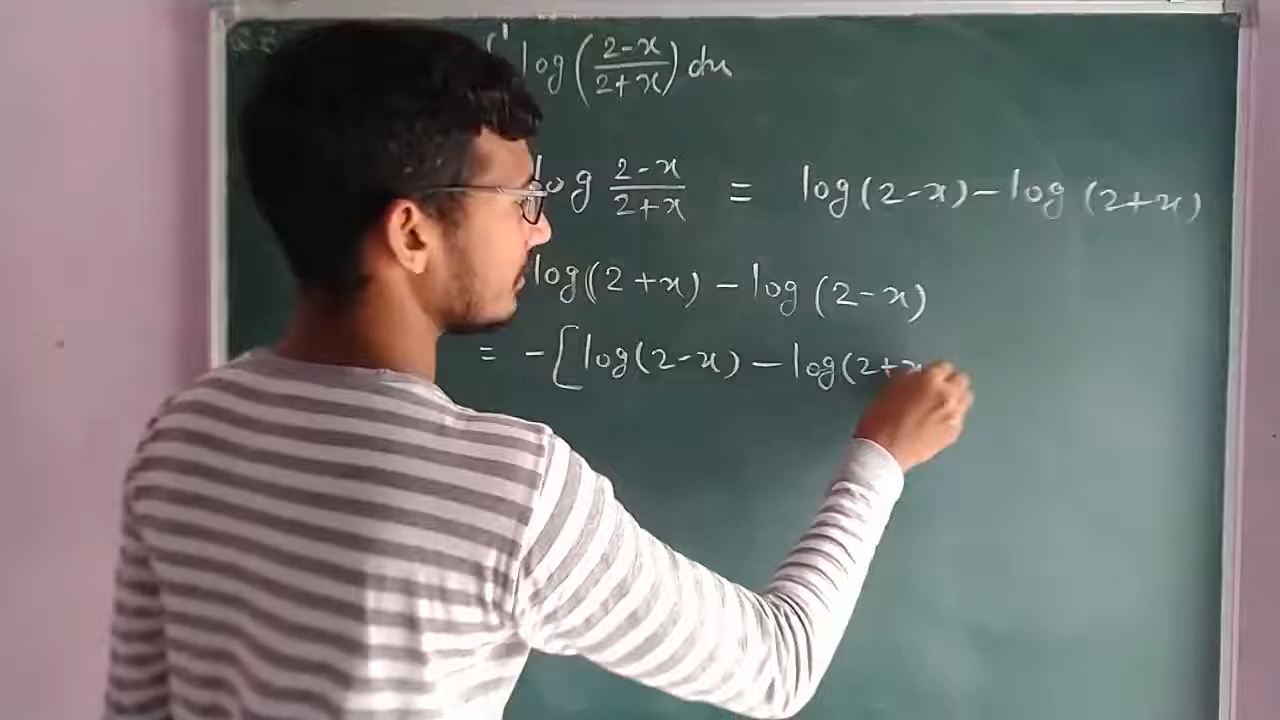 ∫¹ log(2-x/2+x) dx
log 2-x/2+x = log(2-x) - log(2+x)
log(2+x) - log(2-x)
= -[log(2-x) - log(2+x